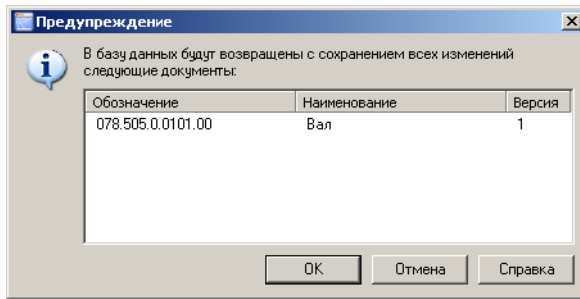 Предупреждение
В базу данных будут возвращены с сохранением всех изменений
следующие документы:
Обозначение Наименование Версия
078.505.0.0101.00 Вал 1
OK Отмена Справка